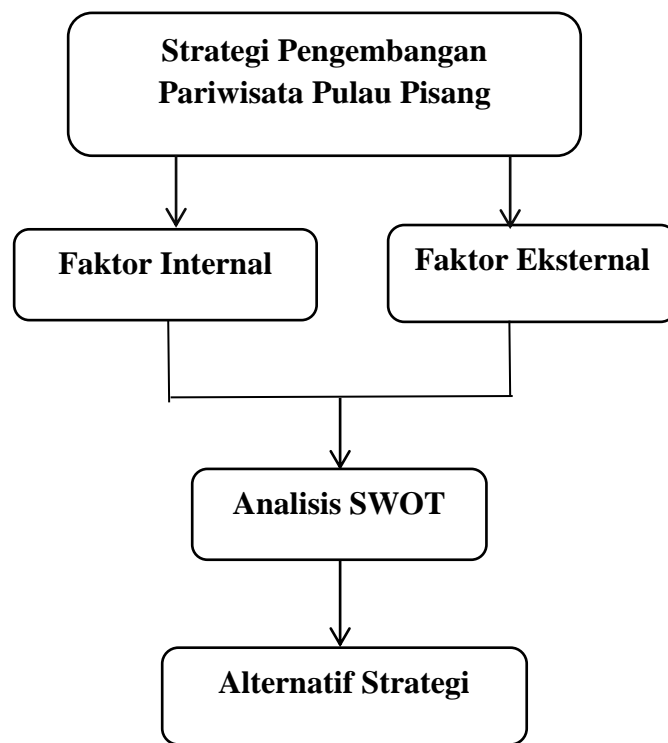 Strategi Pengembangan
Pariwisata Pulau Pisang
Faktor Internal
Faktor Eksternal
Analisis SWOT
Alternatif Strategi